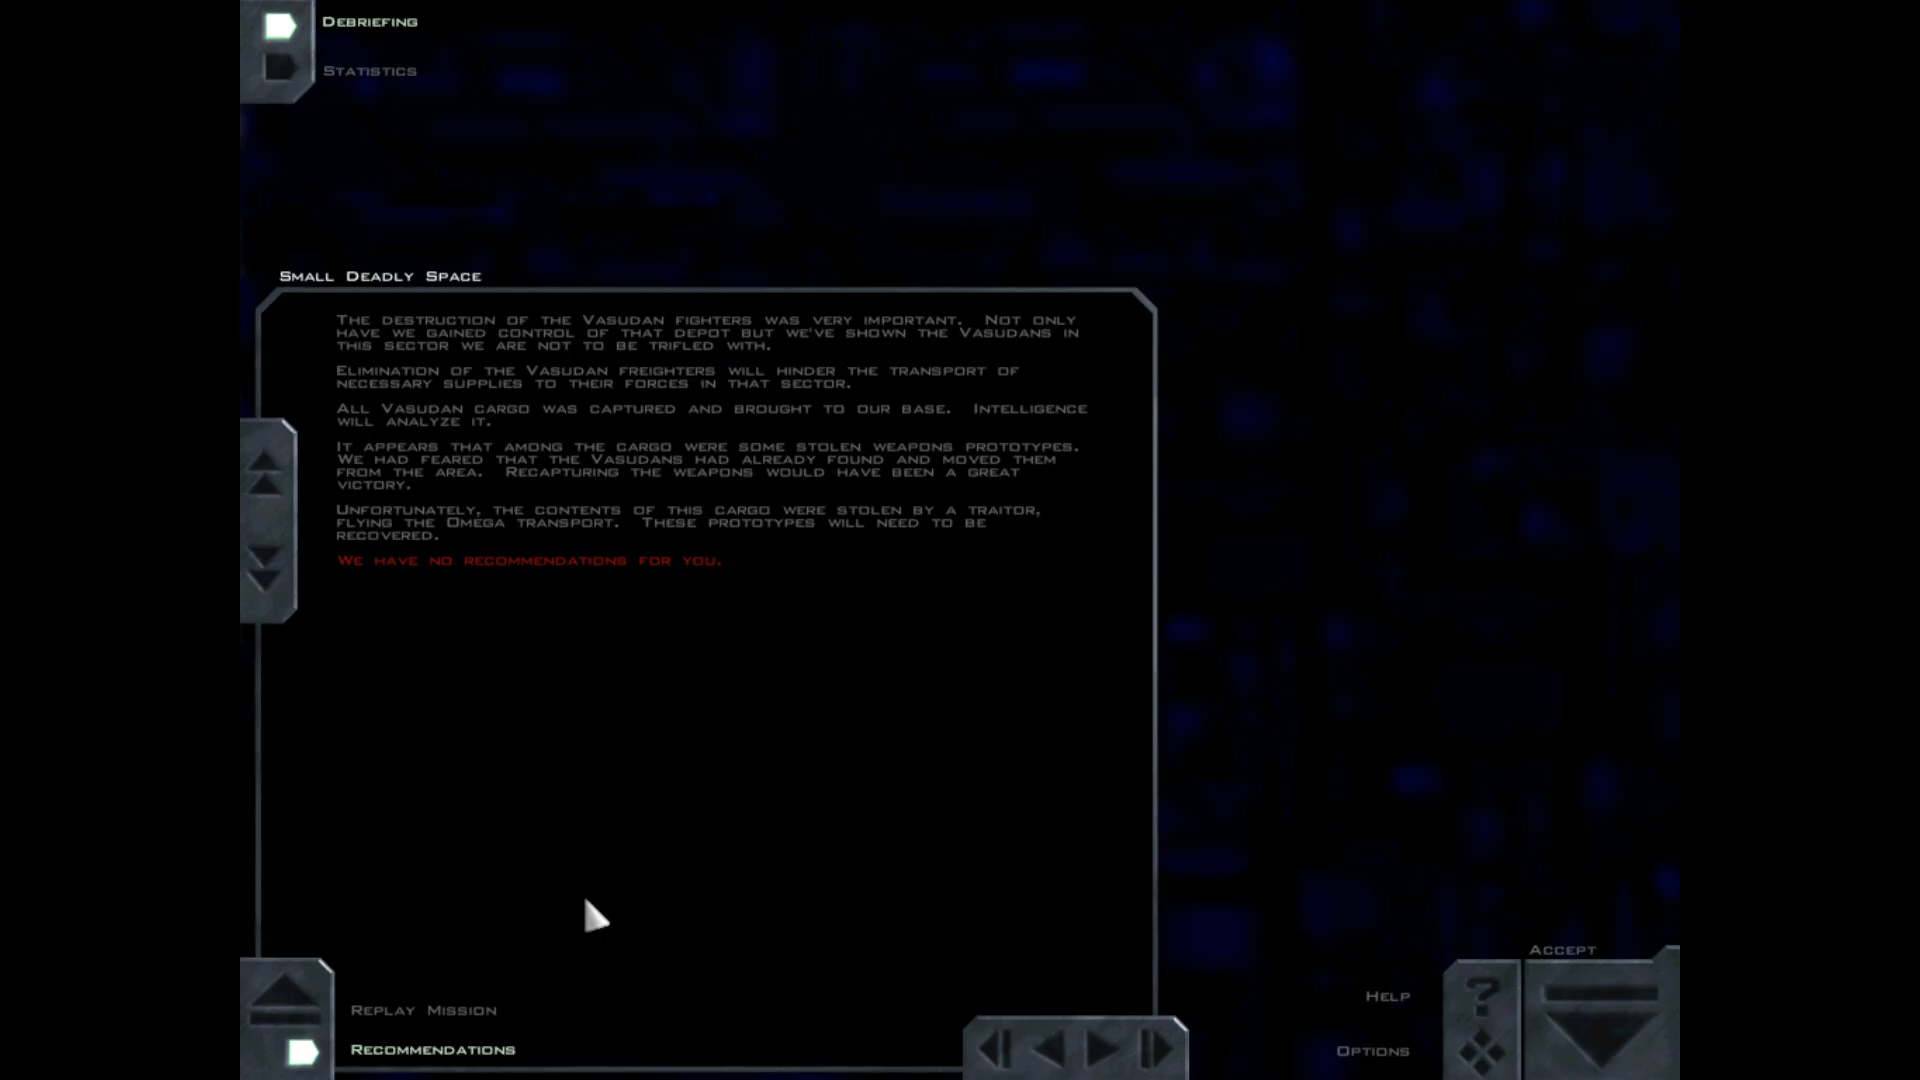 Debriefing
Statistics
Small Deadly Space
The destruction of the Vasudan fighters was very important. Not only
have we gained control of that depot but we've shown the Vasudans in
this sector we are not to be trifled with.
Elimination of the Vasudan freighters will hinder the transport of
necessary supplies to their forces in that sector.
All Vasudan cargo was captured and brought to our base. Intelligence
will analyze it.
It appears that among the cargo were some stolen weapons prototypes.
We had feared that the Vasudans had already found and moved them
from the area. Recapturing the weapons would have been a great
victory.
Unfortunately, the contents of this cargo were stolen by a traitor,
flying the Omega transport. These prototypes will need to be
recovered.
We have no recommendations for you.
Accept
Help
Replay Mission
Recommendations
Options